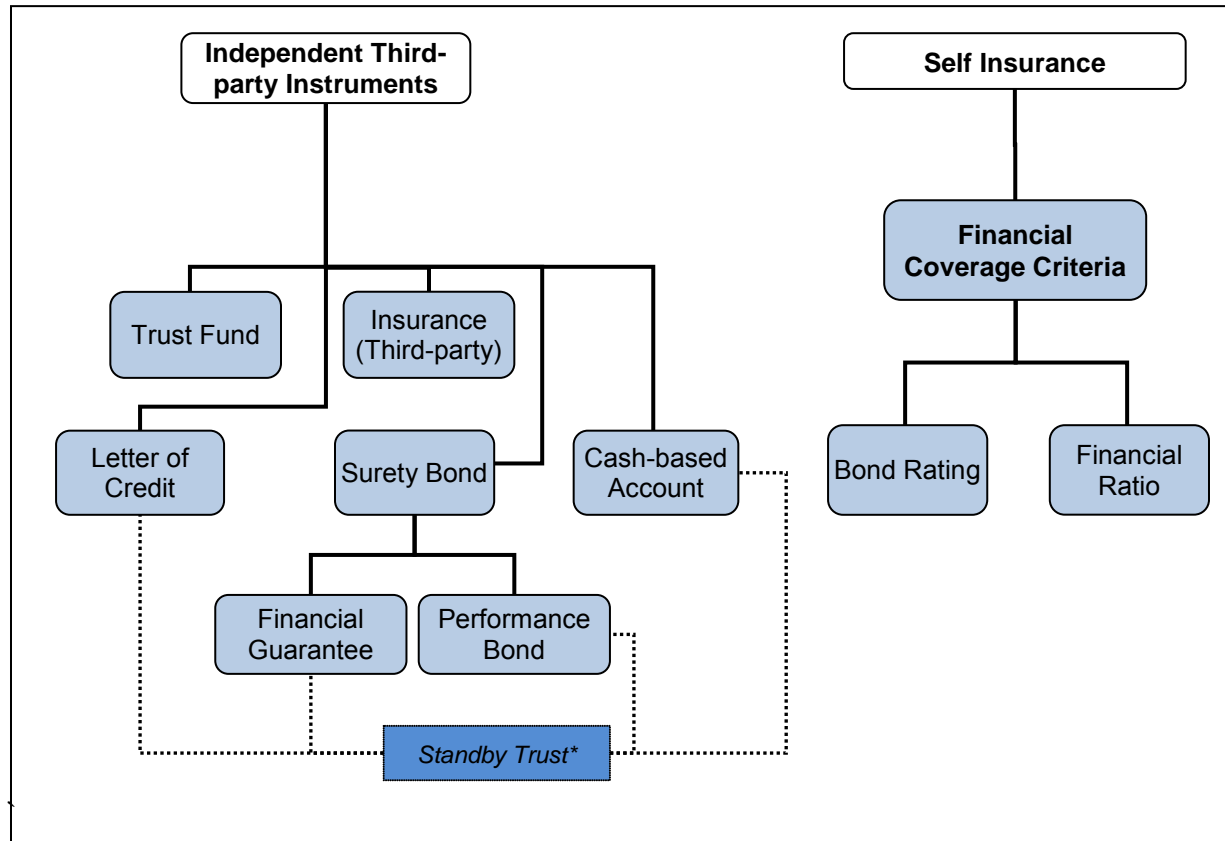 Independent Third-
party Instruments
Self Insurance
Financial
Coverage Criteria
Trust Fund
Insurance
(Third-party)
Letter of
Credit
Surety Bond
Cash-based
Account
Bond Rating
Financial
Ratio
Financial
Guarantee
Performance
Bond
Standby Trust*
`